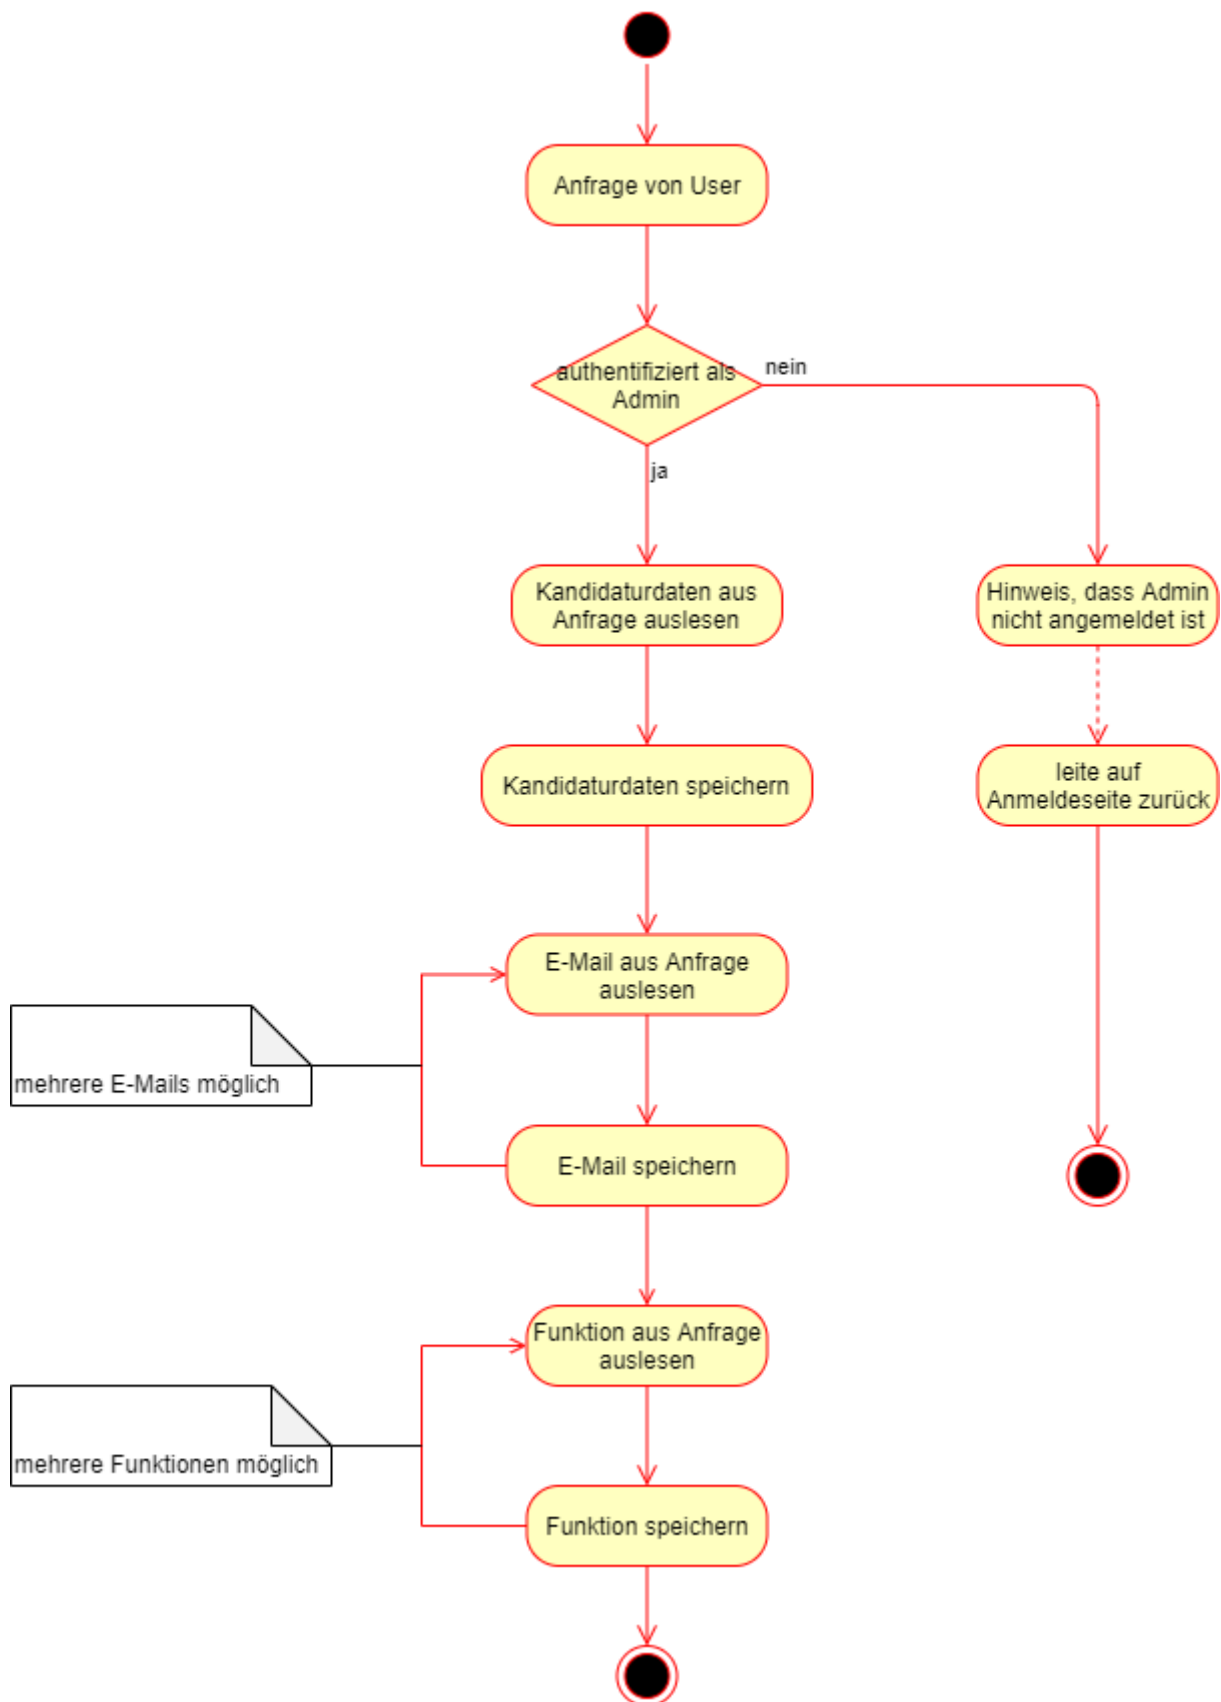 Anfrage von User
authentifiziert als
Admin
nein
ja
Kandidaturdaten aus
Anfrage auslesen
Hinweis, dass Admin
nicht angemeldet ist
Kandidaturdaten speichern
leite auf
Anmeldeseite zurück
E-Mail aus Anfrage
auslesen
mehrere E-Mails möglich
E-Mail speichern
Funktion aus Anfrage
auslesen
mehrere Funktionen möglich
Funktion speichern